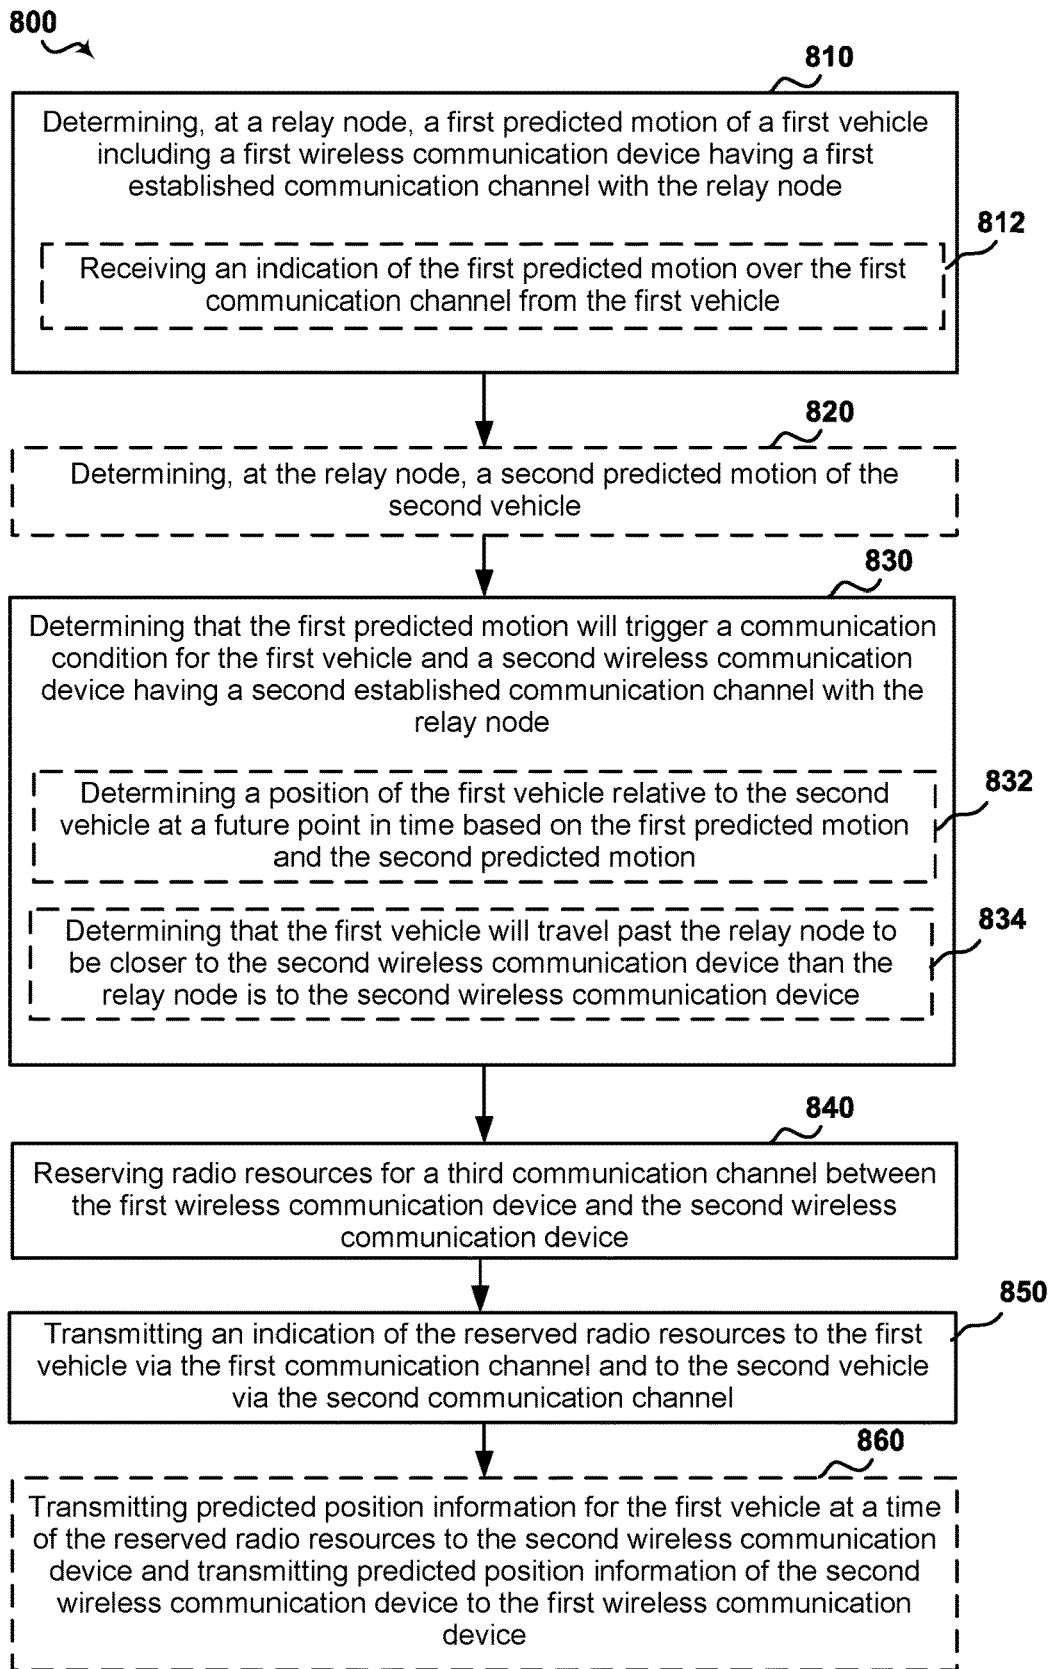 800
810
Determining, at a relay node, a first predicted motion of a first vehicle
including a first wireless communication device having a first
established communication channel with the relay node
812
Receiving an indication of the first predicted motion over the first
communication channel from the first vehicle
820
Determining, at the relay node, a second predicted motion of the
second vehicle
830
Determining that the first predicted motion will trigger a communication
condition for the first vehicle and a second wireless communication
device having a second established communication channel with the
relay node
832
Determining a position of the first vehicle relative to the second
vehicle at a future point in time based on the first predicted motion
and the second predicted motion
834
Determining that the first vehicle will travel past the relay node to
be closer to the second wireless communication device than the
relay node is to the second wireless communication device
840
Reserving radio resources for a third communication channel between
the first wireless communication device and the second wireless
communication device
850
Transmitting an indication of the reserved radio resources to the first
vehicle via the first communication channel and to the second vehicle
via the second communication channel
860
Transmitting predicted position information for the first vehicle at a time
of the reserved radio resources to the second wireless communication
device and transmitting predicted position information of the second
wireless communication device to the first wireless communication
device